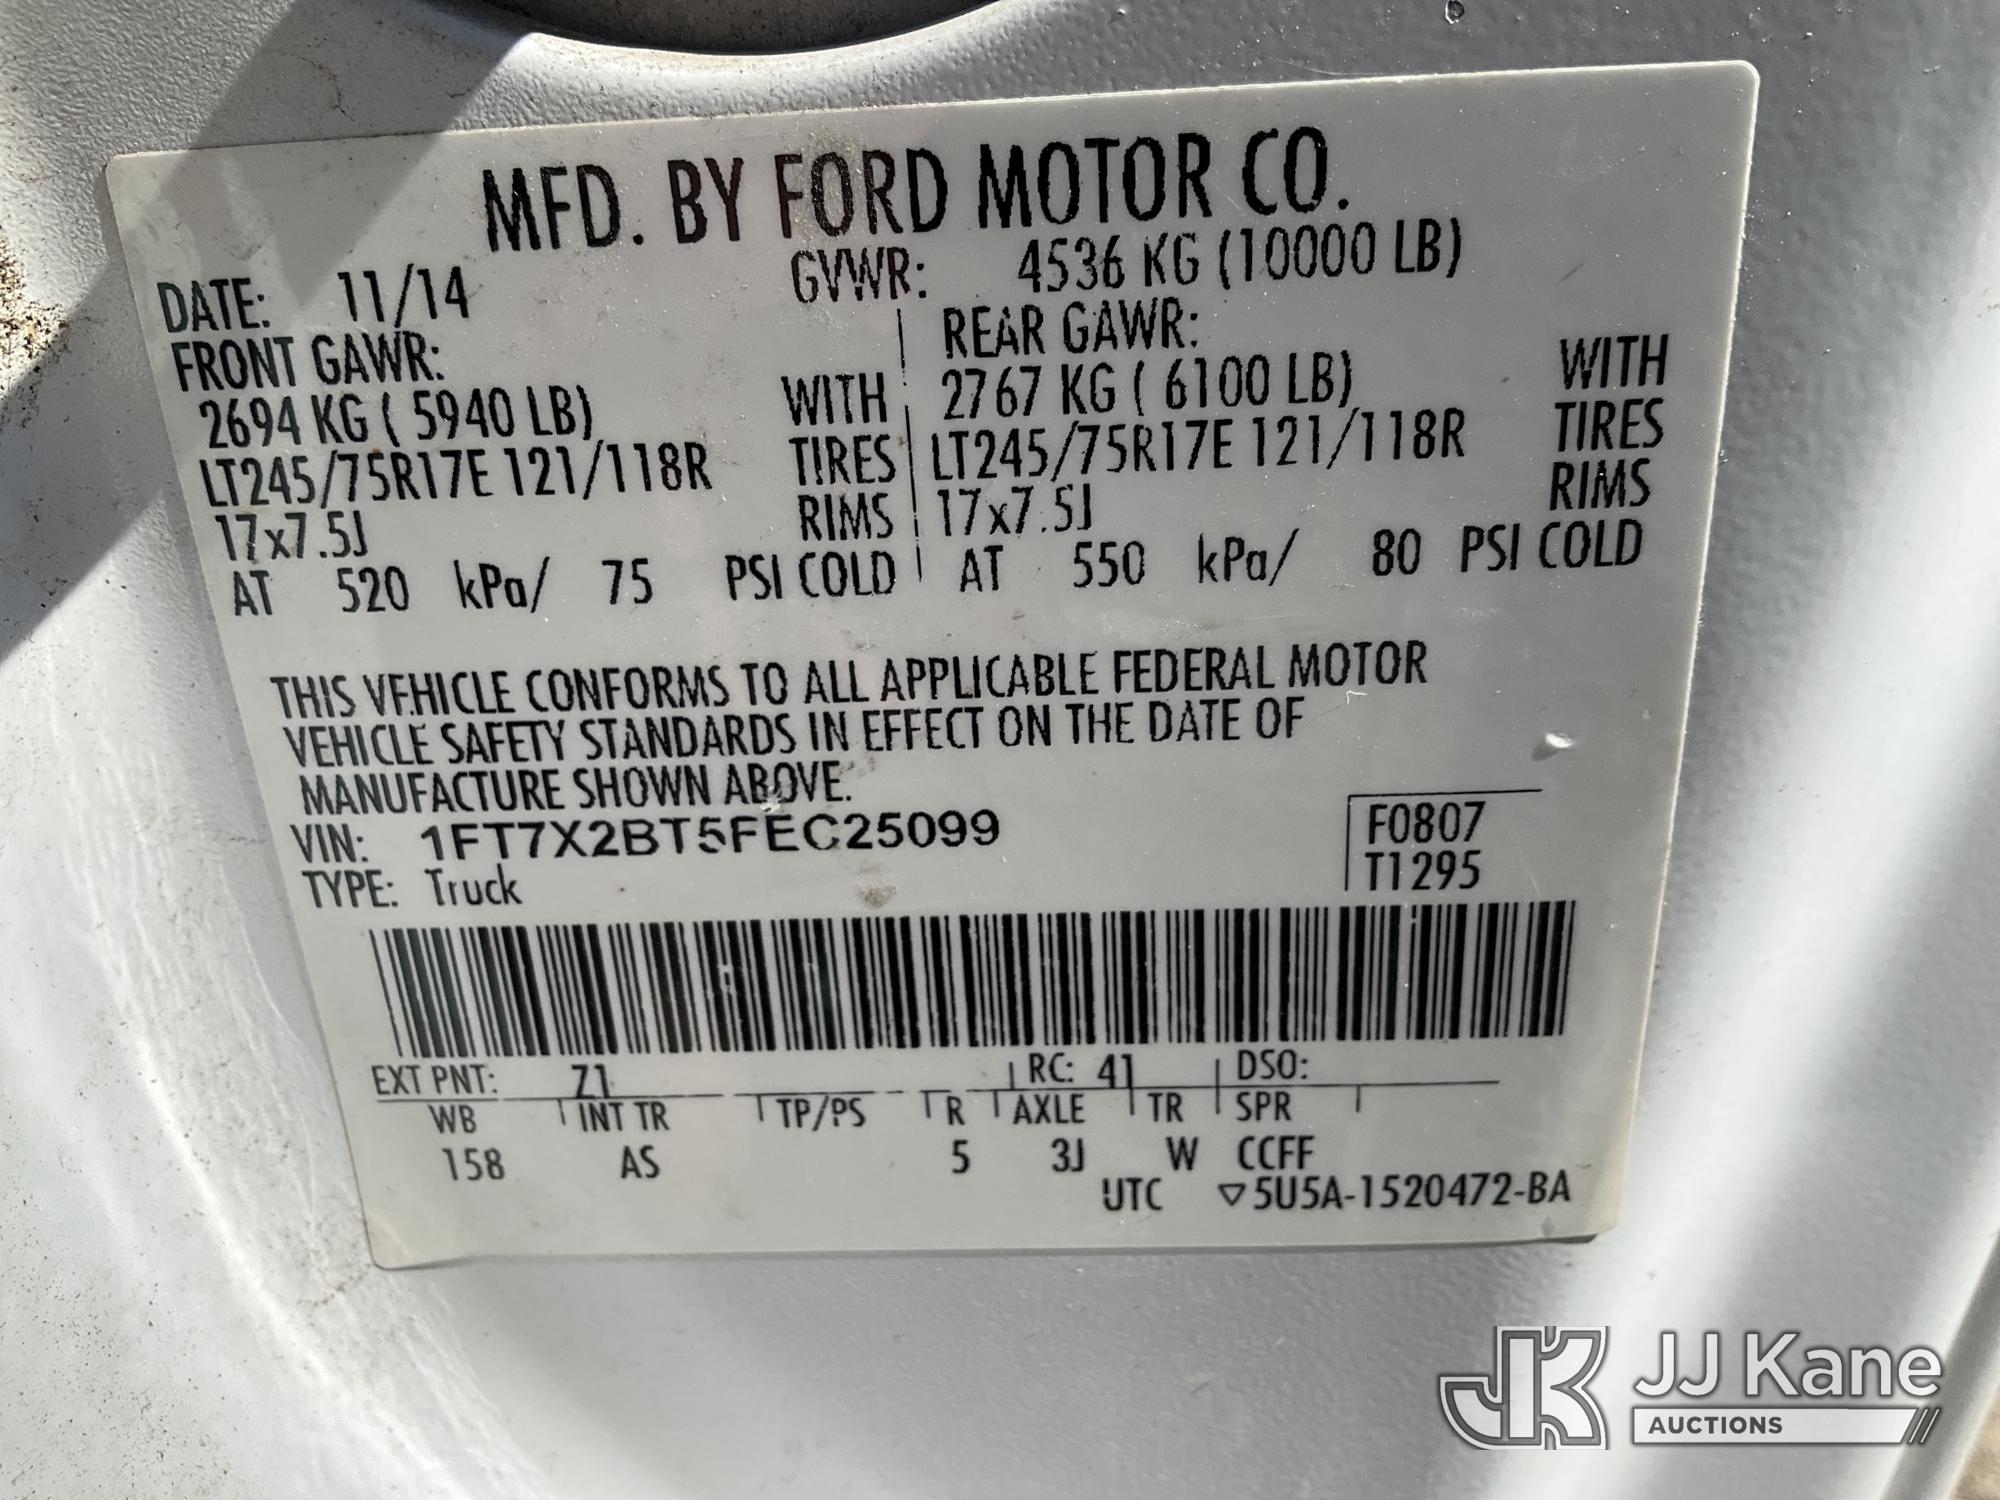 MFD. BY FORD MOTOR CO.
DATE: 11/14 GVWR: 4536 KG (10000 LB)
FRONT GAWR: REAR GAWR:
2694 KG ( 5940 LB) WITH 2767 KG ( 6100 LB) WITH
LT245/75R17E 121/118R TIRES LT245/75R17E 121/118R TIRES
17x7.5J RIMS 17x7.5J RIMS
AT 520 kPa/ 75 PSI COLD AT 550 kPa/ 80 PSI COLD
THIS VEHICLE CONFORMS TO ALL APPLICABLE FEDERAL MOTOR
VEHICLE SAFETY STANDARDS IN EFFECT ON THE DATE OF
MANUFACTURE SHOWN ABOVE.
VIN: 1FT7X2BT5FEC25099 F0807
TYPE: Truck T1295
EXT PNT: Z1 RC: 41 DSO:
WB INT TR TP/PS R AXLE TR SPR
158 AS 5 3J W CCFF
UTC ▽5U5A-1520472-BA
JK JJ Kane
AUCTIONS